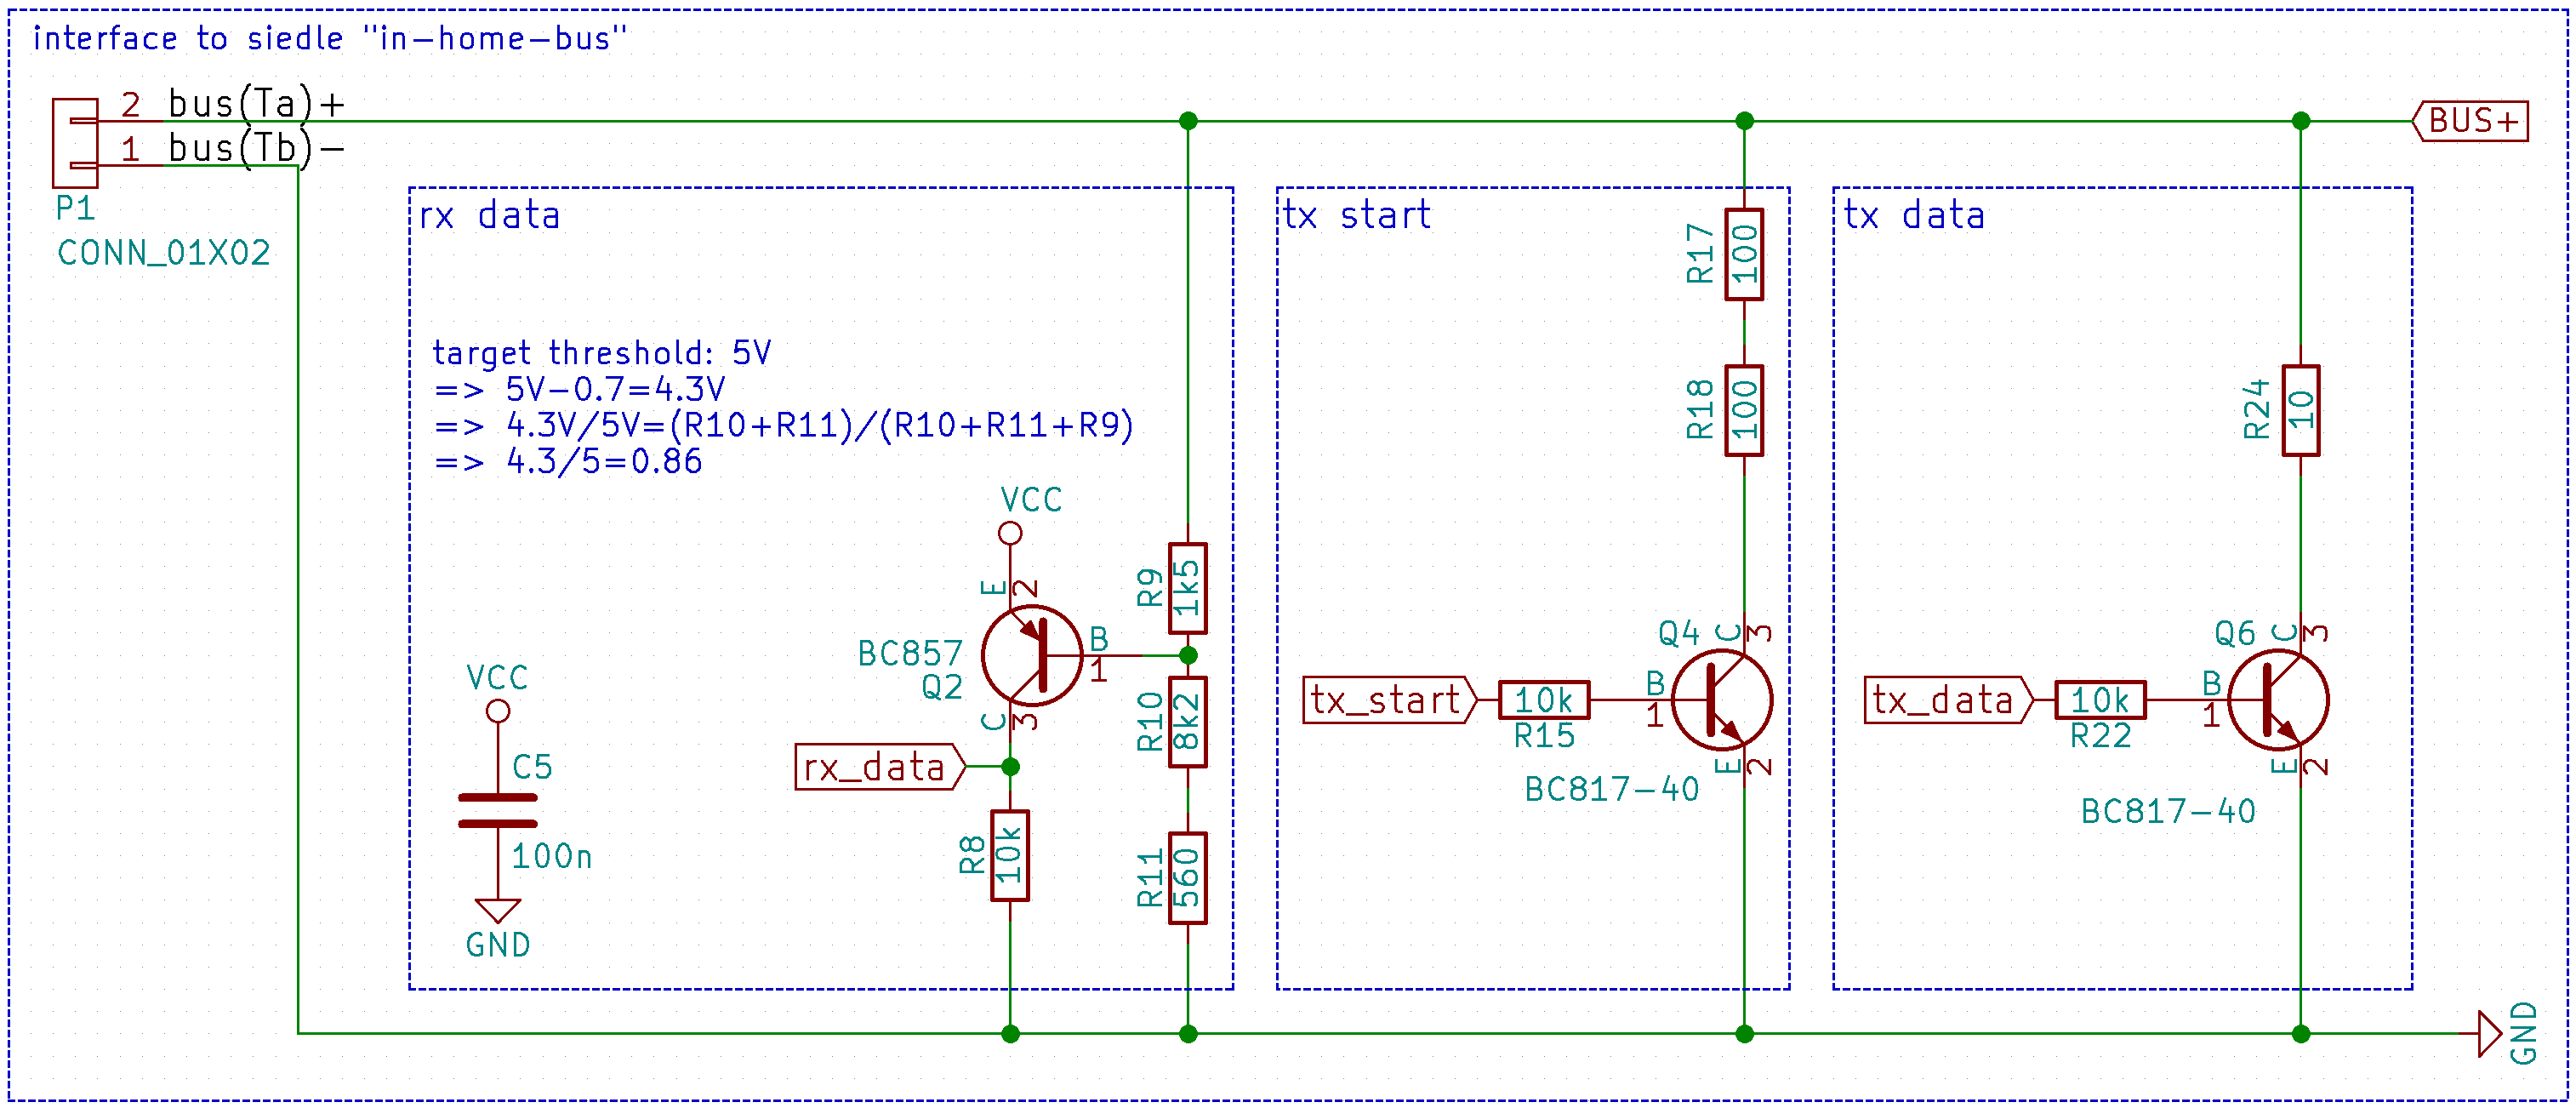 interface to siedle "in-home-bus"
2 bus(Ta)+
1 bus(Tb)-
P1
CONN_01X02
BUS+
rx data
target threshold: 5V
=> 5V-0.7=4.3V
=> 4.3V/5V=(R10+R11)/(R10+R11+R9)
=> 4.3/5=0.86
VCC
E
2
BC857
Q2
B
1
C
3
R9
1k5
R10
8k2
R11
560
rx_data
R8
10k
VCC
C5
100n
GND
tx start
R17
100
R18
100
Q4
C
3
B
1
E
2
tx_start
10k
R15
BC817-40
tx data
R24
10
Q6
C
3
B
1
E
2
tx_data
10k
R22
BC817-40
GND